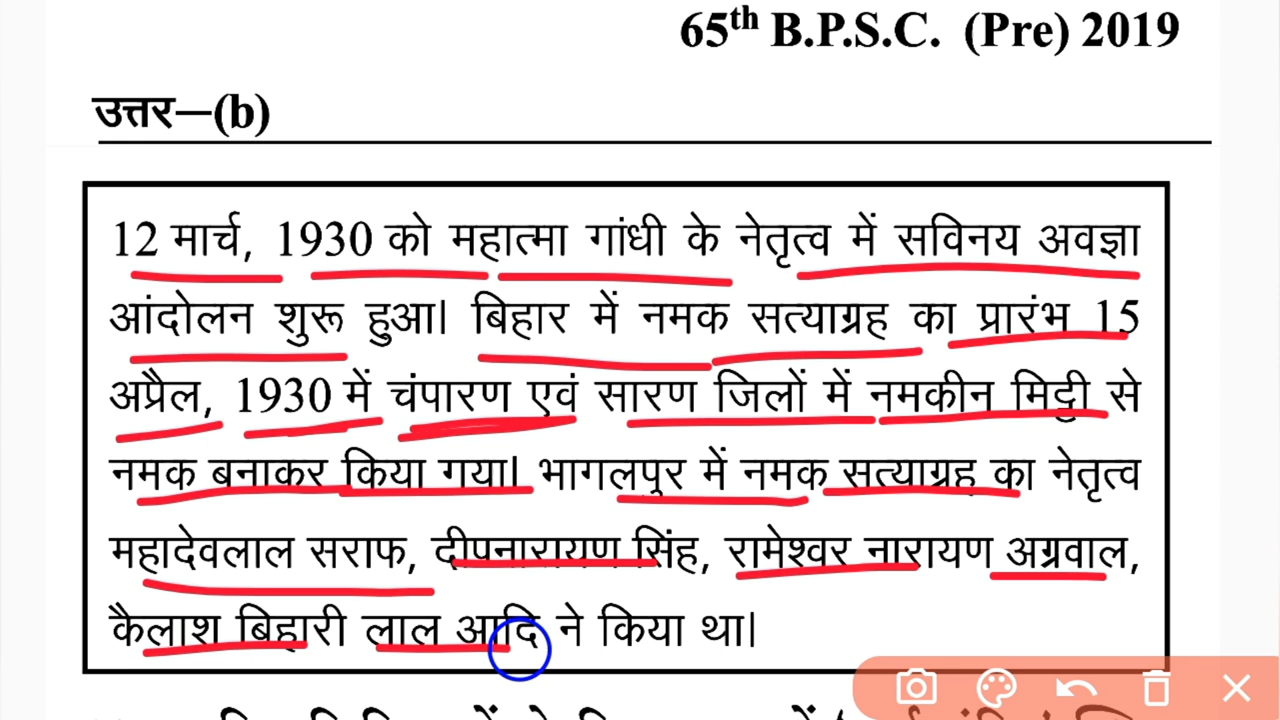 65th B.P.S.C. (Pre) 2019
उत्तर—(b)
12 मार्च, 1930 को महात्मा गांधी के नेतृत्व में सविनय अवज्ञा
आंदोलन शुरू हुआ। बिहार में नमक सत्याग्रह का प्रारंभ 15
अप्रैल, 1930 में चंपारण एवं सारण जिलों में नमकीन मिट्टी से
नमक बनाकर किया गया। भागलपुर में नमक सत्याग्रह का नेतृत्व
महादेवलाल सराफ, दीपनारायण सिंह, रामेश्वर नारायण अग्रवाल,
कैलाश बिहारी लाल आदि ने किया था।